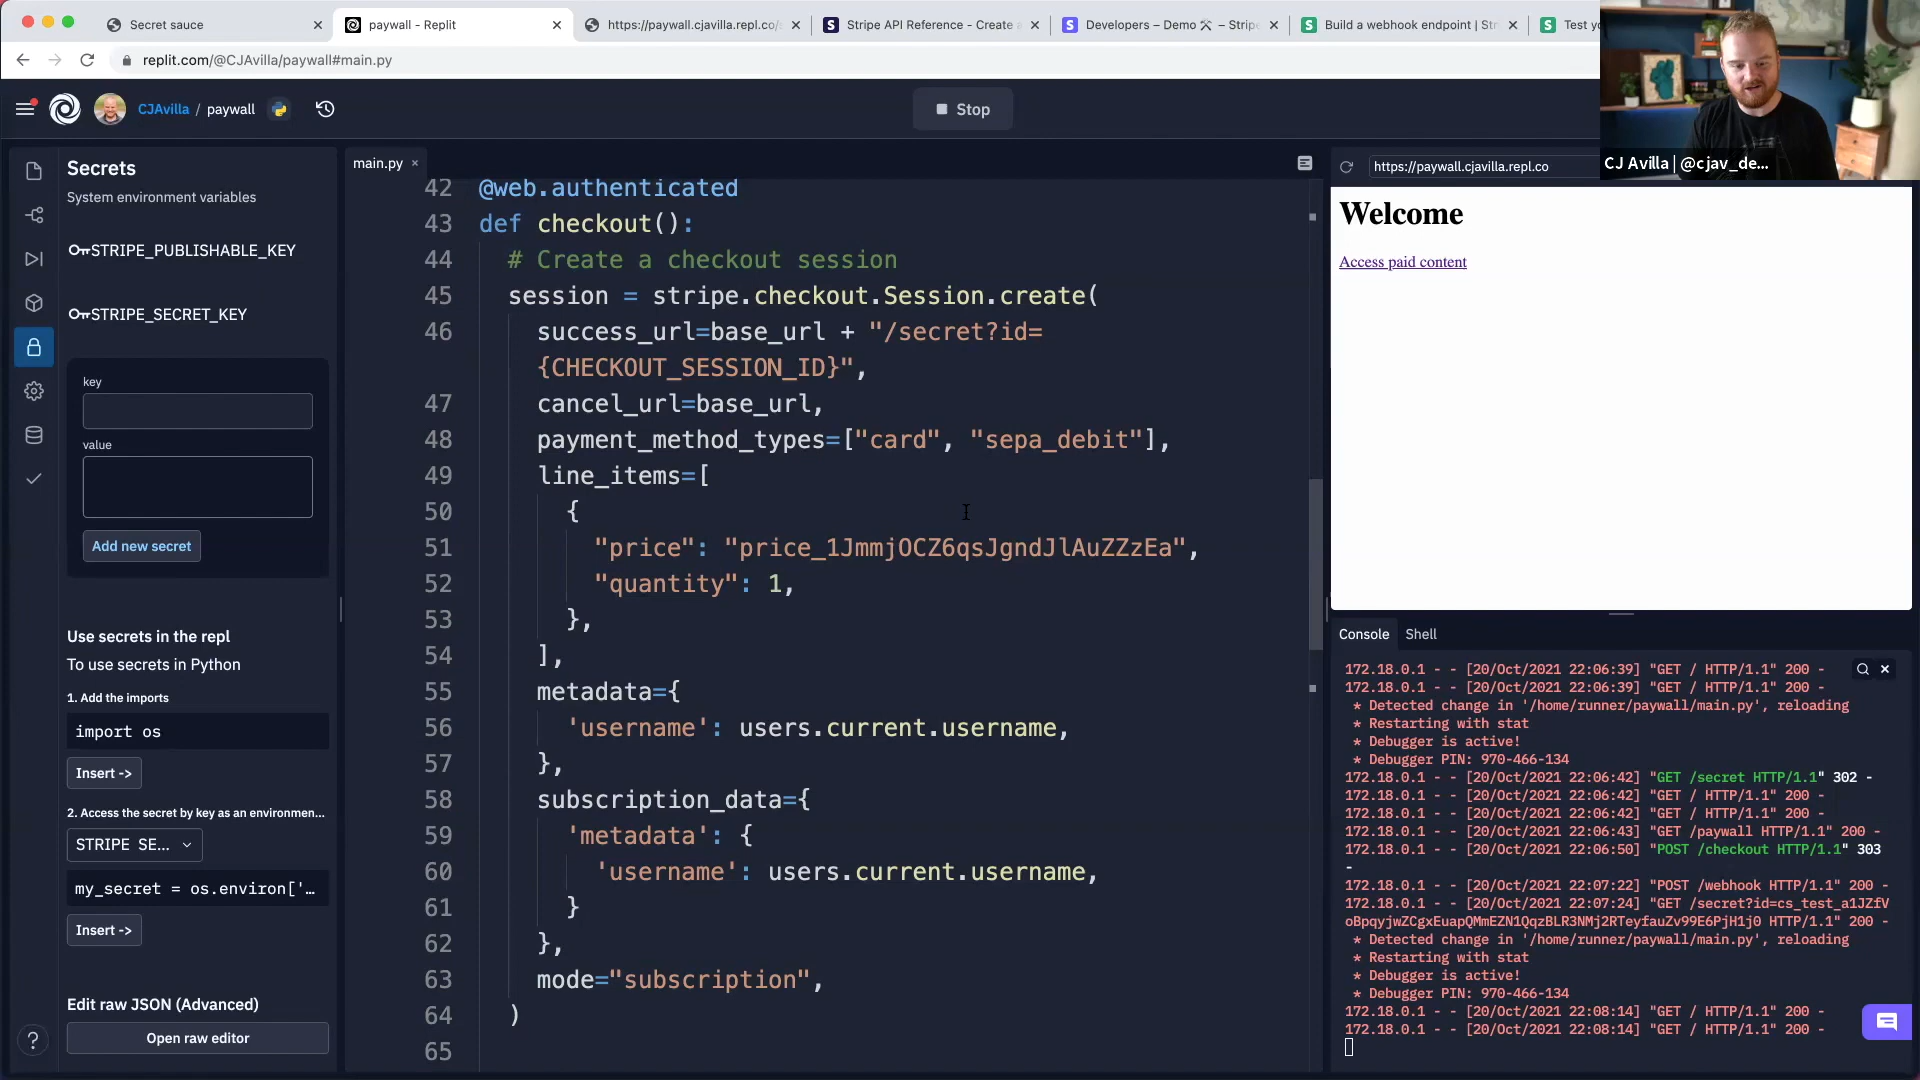 Secret sauce
paywall - Replit
https://paywall.cjavilla.repl.co/
Stripe API Reference - Create
Developers – Demo 🛠 – Stripe
Build a webhook endpoint | St
Test yo
replit.com/@CJAvilla/paywall#main.py
CJAvilla / paywall
Stop
CJ Avilla | @cjav_de...
Secrets
System environment variables
STRIPE_PUBLISHABLE_KEY
STRIPE_SECRET_KEY
key
value
Add new secret
Use secrets in the repl
To use secrets in Python
1. Add the imports
import os
Insert ->
2. Access the secret by key as an environmen...
STRIPE SE...
my_secret = os.environ['...
Insert ->
Edit raw JSON (Advanced)
Open raw editor
main.py
42 @web.authenticated
43 def checkout():
44 # Create a checkout session
45 session = stripe.checkout.Session.create(
46 success_url=base_url + "/secret?id=
{CHECKOUT_SESSION_ID}",
47 cancel_url=base_url,
48 payment_method_types=["card", "sepa_debit"],
49 line_items=[
50 {
51 "price": "price_1JmmjOCZ6qsJgndJlAuZZzEa",
52 "quantity": 1,
53 },
54 ],
55 metadata={
56 'username': users.current.username,
57 },
58 subscription_data={
59 'metadata': {
60 'username': users.current.username,
61 }
62 },
63 mode="subscription",
64 )
65
https://paywall.cjavilla.repl.co
Welcome
Access paid content
Console
Shell
172.18.0.1 - - [20/Oct/2021 22:06:39] "GET / HTTP/1.1" 200 -
172.18.0.1 - - [20/Oct/2021 22:06:39] "GET / HTTP/1.1" 200 -
* Detected change in '/home/runner/paywall/main.py', reloading
* Restarting with stat
* Debugger is active!
* Debugger PIN: 970-466-134
172.18.0.1 - - [20/Oct/2021 22:06:42] "GET /secret HTTP/1.1" 302 -
172.18.0.1 - - [20/Oct/2021 22:06:42] "GET / HTTP/1.1" 200 -
172.18.0.1 - - [20/Oct/2021 22:06:42] "GET / HTTP/1.1" 200 -
172.18.0.1 - - [20/Oct/2021 22:06:43] "GET /paywall HTTP/1.1" 200 -
172.18.0.1 - - [20/Oct/2021 22:06:50] "POST /checkout HTTP/1.1" 303
-
172.18.0.1 - - [20/Oct/2021 22:07:22] "POST /webhook HTTP/1.1" 200 -
172.18.0.1 - - [20/Oct/2021 22:07:24] "GET /secret?id=cs_test_a1JZfV
oBpqyjwZCgxEuapQMmEZN1QqzBLR3NMj2RTeyfauZv99E6PjH1j0 HTTP/1.1" 200 -
* Detected change in '/home/runner/paywall/main.py', reloading
* Restarting with stat
* Debugger is active!
* Debugger PIN: 970-466-134
172.18.0.1 - - [20/Oct/2021 22:08:14] "GET / HTTP/1.1" 200 -
172.18.0.1 - - [20/Oct/2021 22:08:14] "GET / HTTP/1.1" 200 -